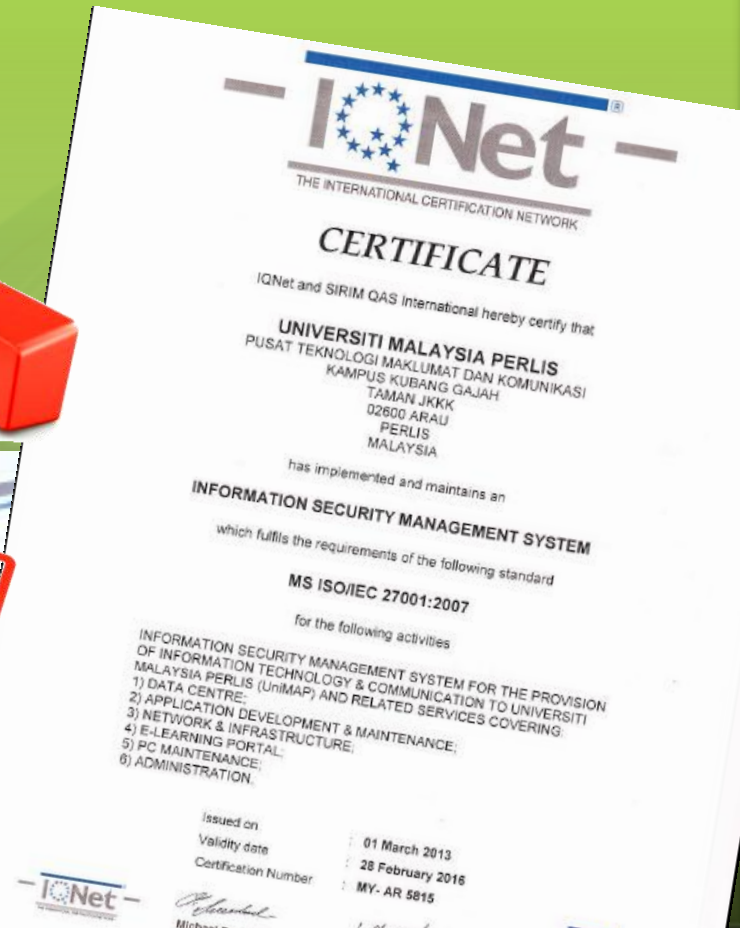 IQNet
THE INTERNATIONAL CERTIFICATION NETWORK
CERTIFICATE
IQNet and SIRIM QAS International hereby certify that
UNIVERSITI MALAYSIA PERLIS
PUSAT TEKNOLOGI MAKLUMAT DAN KOMUNIKASI
KAMPUS KUBANG GAJAH
TAMAN JKKK
02600 ARAU
PERLIS
MALAYSIA
has implemented and maintains an
INFORMATION SECURITY MANAGEMENT SYSTEM
which fulfils the requirements of the following standard
MS ISO/IEC 27001:2007
for the following activities
INFORMATION SECURITY MANAGEMENT SYSTEM FOR THE PROVISION
OF INFORMATION TECHNOLOGY & COMMUNICATION TO UNIVERSITI
MALAYSIA PERLIS (UniMAP) AND RELATED SERVICES COVERING:
1) DATA CENTRE;
2) APPLICATION DEVELOPMENT & MAINTENANCE;
3) NETWORK & INFRASTRUCTURE;
4) E-LEARNING PORTAL;
5) PC MAINTENANCE;
6) ADMINISTRATION.
Issued on : 01 March 2013
Validity date : 28 February 2016
Certification Number : MY- AR 5815
IQNet
Michael